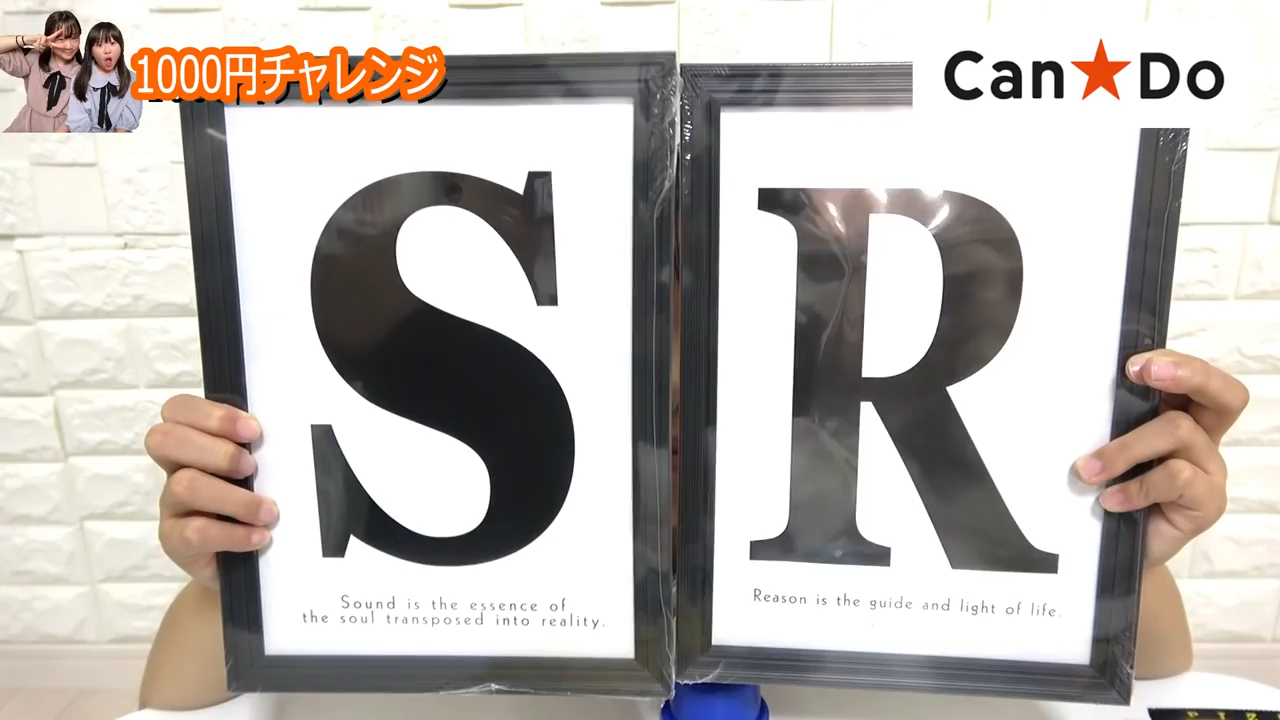 1000円チャレンジ
Can★Do
S
R
Sound is the essence of
the soul transposed into reality.
Reason is the guide and light of life.